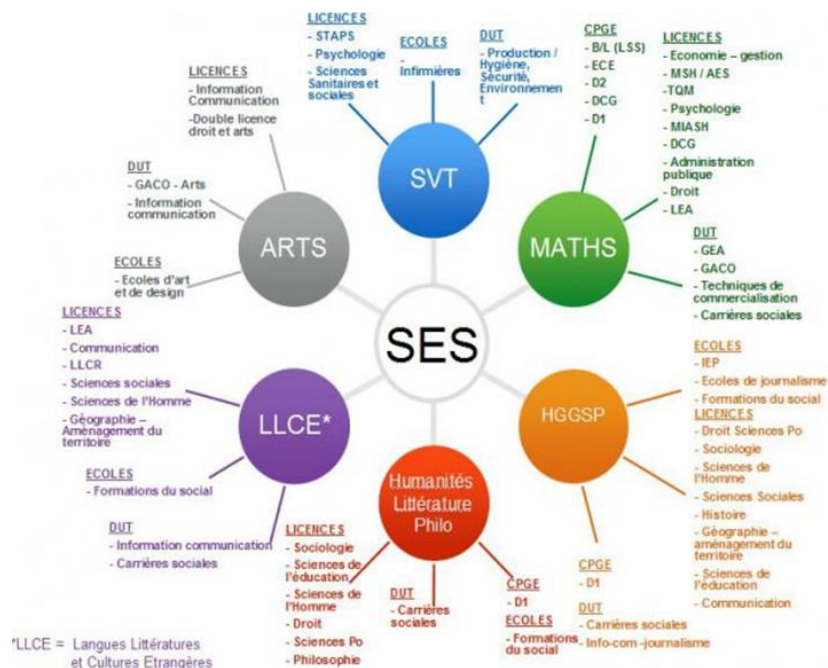 LICENCES
- STAPS
- Psychologie
- Sciences
Sanitaires et
sociales
ECOLES
-
Infirmières
DUT
- Production /
Hygiène,
Sécurité,
Environnemen
t
SVT
CPGE
- B/L (LSS)
- ECE
- D2
- DCG
- D1
LICENCES
- Economie – gestion
- MSH / AES
-TQM
- Psychologie
- MIASH
- DCG
- Administration
publique
- Droit
- LEA
DUT
- GEA
- GACO
- Techniques de
commercialisation
- Carrières sociales
MATHS
LICENCES
- Information
Communication
-Double licence
droit et arts
DUT
- GACO - Arts
- Information
communication
ECOLES
- Ecoles d'art
et de design
ARTS
SES
LICENCES
- LEA
- Communication
- LLCR
- Sciences sociales
- Sciences de l'Homme
- Géographie –
Aménagement du
territoire
ECOLES
- Formations du social
DUT
- Information communication
- Carrières sociales
LLCE*
Humanités
Littérature
Philo
LICENCES
- Sociologie
- Sciences de
l'éducation
- Sciences de
l'Homme
- Droit
- Sciences Po
- Philosophie
DUT
- Carrières
sociales
CPGE
- D1
ECOLES
- Formations
du social
HGGSP
ECOLES
- IEP
- Ecoles de journalisme
- Formations du social
LICENCES
- Droit Sciences Po
- Sociologie
- Sciences de
l'Homme
- Sciences Sociales
- Histoire
- Géographie –
aménagement du
territoire
- Sciences de
l'éducation
- Communication
CPGE
- D1
DUT
- Carrières sociales
- Info-com -journalisme
*LLCE = Langues Littératures
et Cultures Etrangères